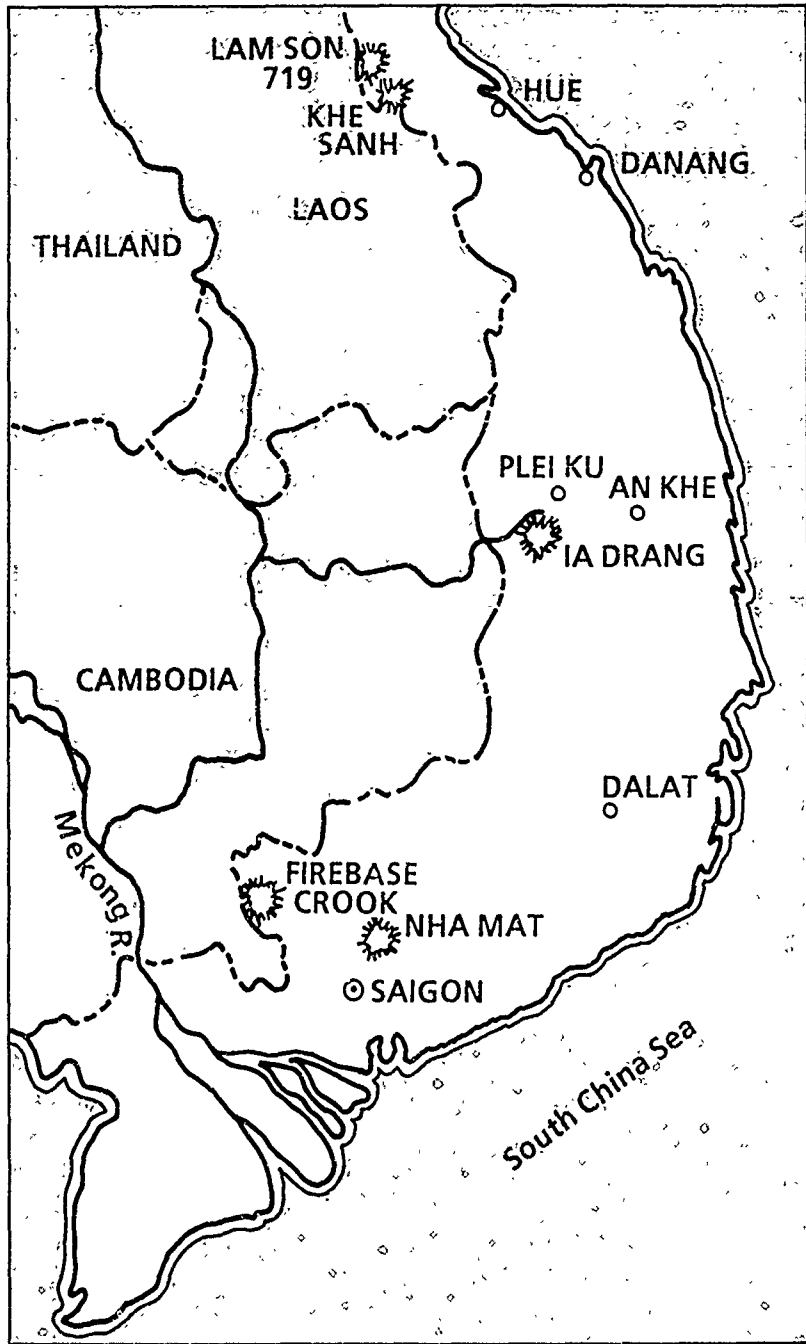 LAM SON
719
HUE
KHE
SANH
DANANG
LAOS
THAILAND
PLEI KU
AN KHE
IA DRANG
CAMBODIA
DALAT
Mekong R.
FIREBASE
CROOK
NHA MAT
SAIGON
South China Sea